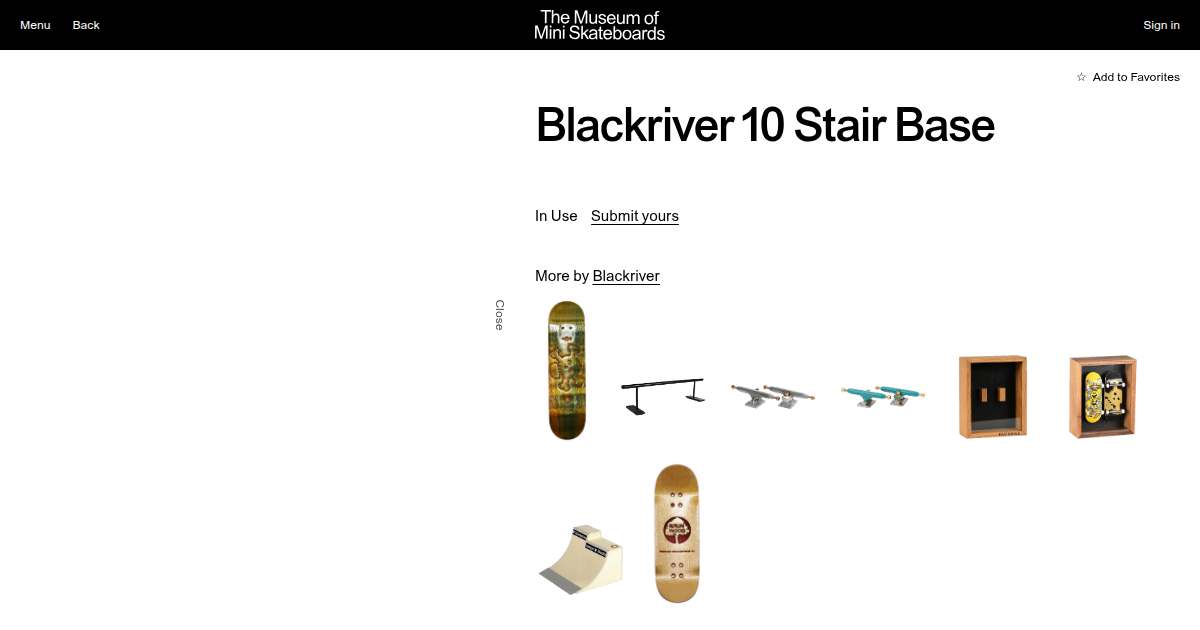 Menu
Back
The Museum of
Mini Skateboards
Sign in
☆ Add to Favorites
Blackriver 10 Stair Base
In Use
Submit yours
More by Blackriver
Close